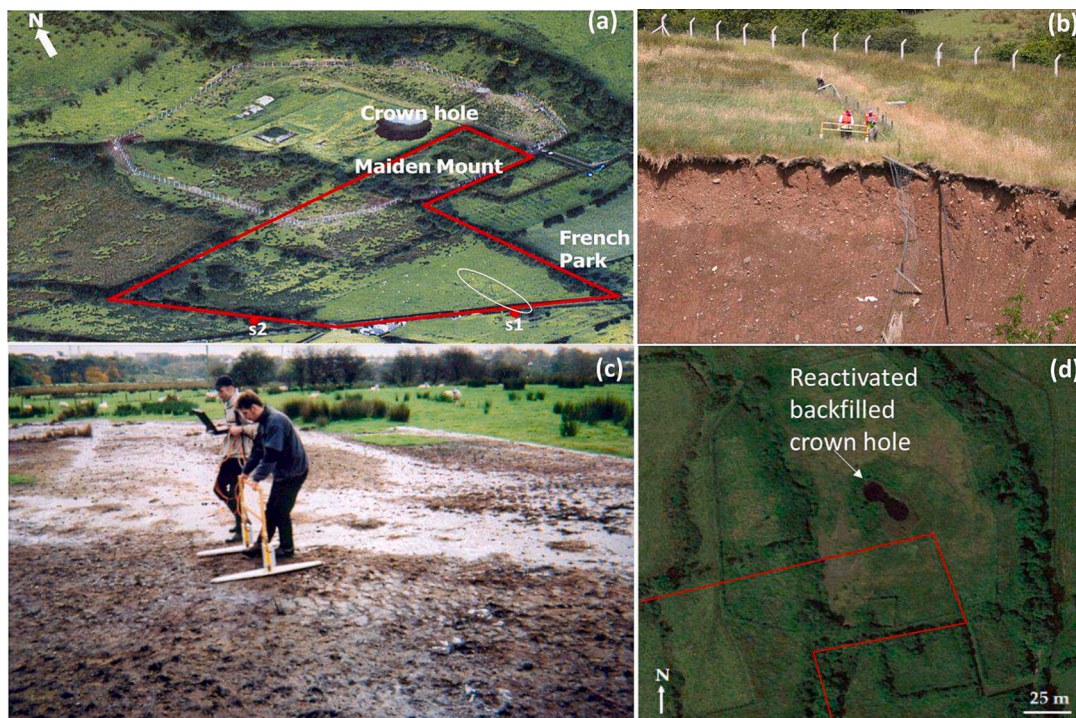 N
(a)
Crown hole
Maiden Mount
French
Park
s2
s1
(b)
(c)
(d)
Reactivated
backfilled
crown hole
N
25 m